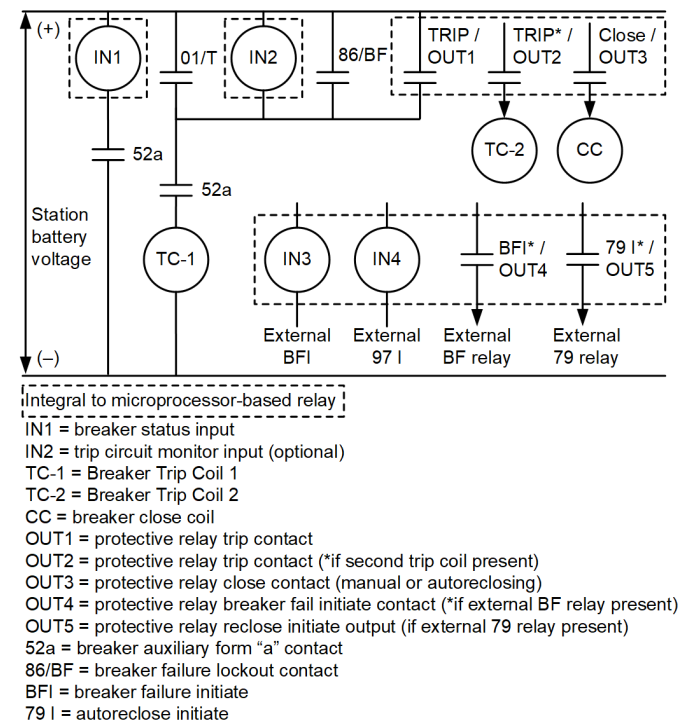 (+)
IN1
01/T
IN2
86/BF
TRIP /
OUT1
TRIP* /
OUT2
Close /
OUT3
52a
TC-2
CC
52a
Station
battery
voltage
TC-1
IN3
IN4
BFI* /
OUT4
79 I* /
OUT5
External
BFI
External
97 I
External
BF relay
External
79 relay
(–)
Integral to microprocessor-based relay
IN1 = breaker status input
IN2 = trip circuit monitor input (optional)
TC-1 = Breaker Trip Coil 1
TC-2 = Breaker Trip Coil 2
CC = breaker close coil
OUT1 = protective relay trip contact
OUT2 = protective relay trip contact (*if second trip coil present)
OUT3 = protective relay close contact (manual or autoreclosing)
OUT4 = protective relay breaker fail initiate contact (*if external BF relay present)
OUT5 = protective relay reclose initiate output (if external 79 relay present)
52a = breaker auxiliary form “a” contact
86/BF = breaker failure lockout contact
BFI = breaker failure initiate
79 I = autoreclose initiate